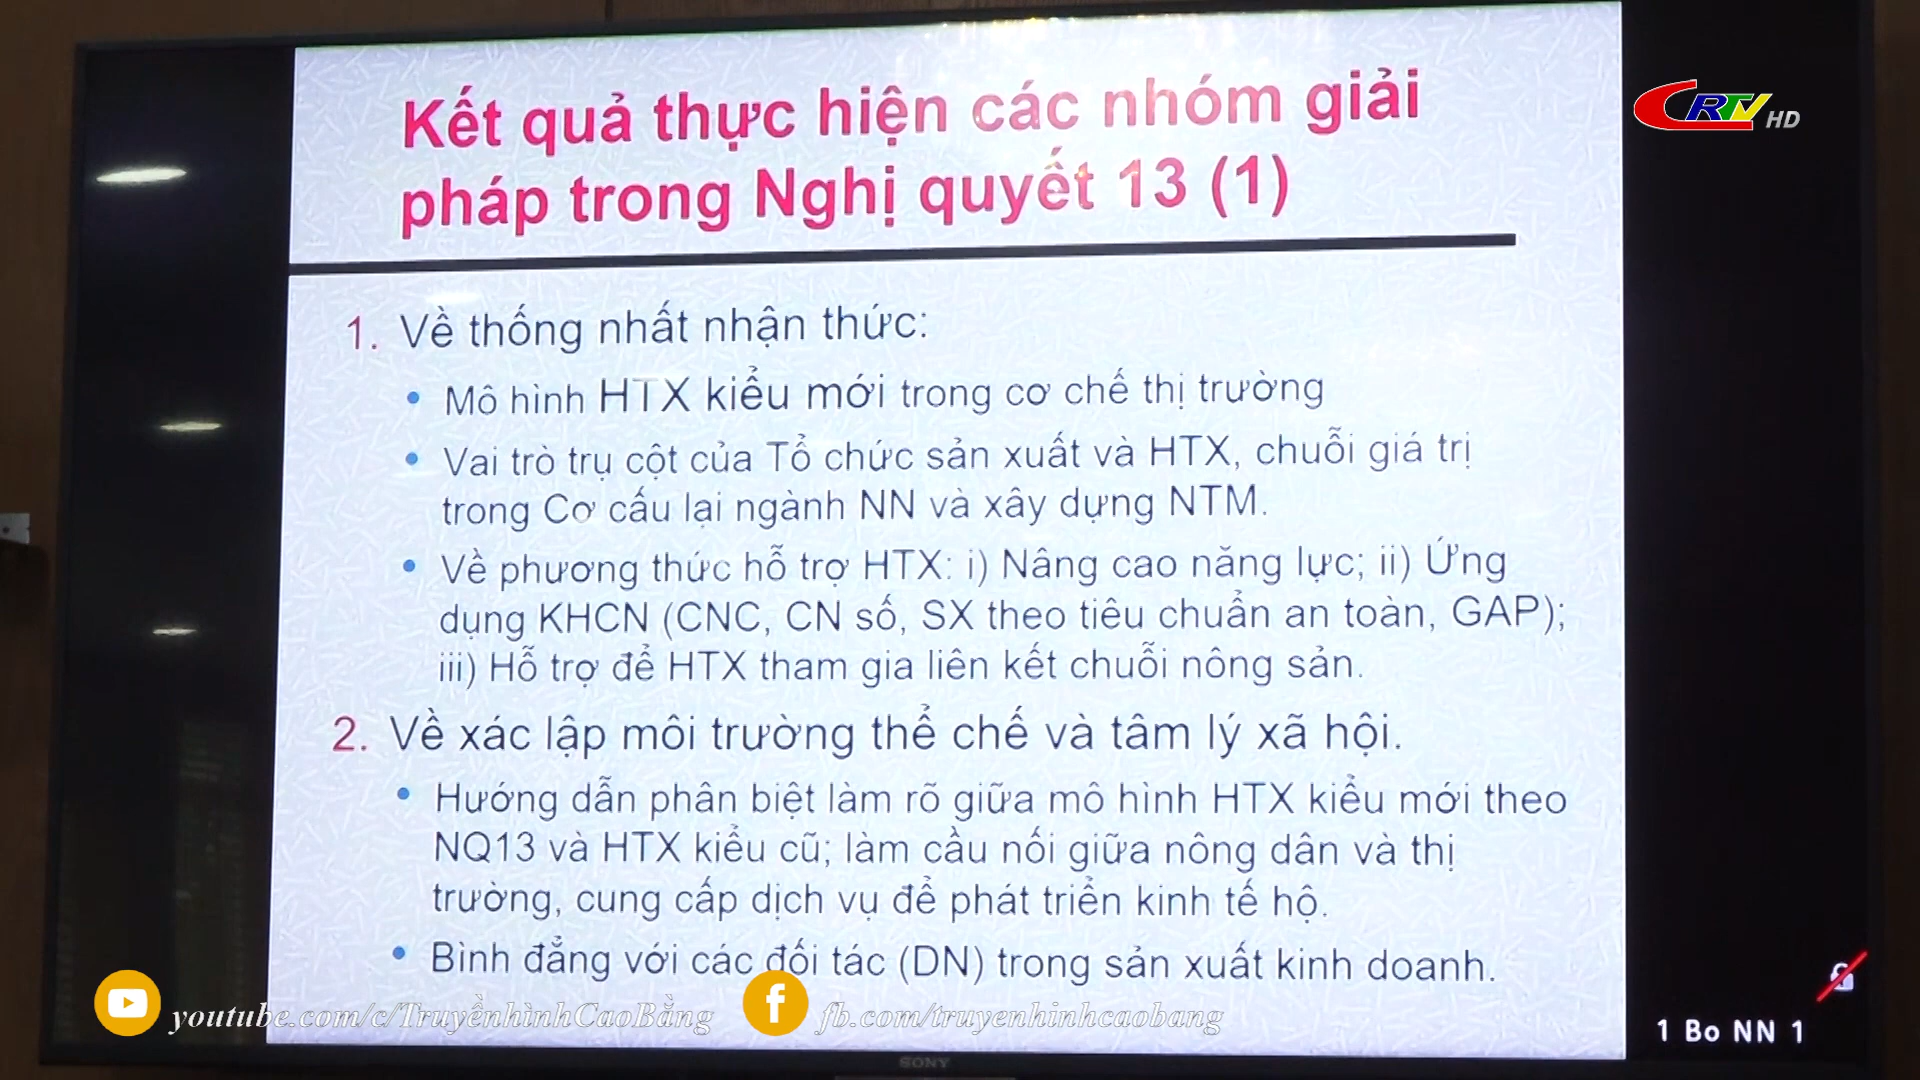 Kết quả thực hiện các nhóm giải
pháp trong Nghị quyết 13 (1)
CRTV HD
1. Về thống nhất nhận thức:
• Mô hình HTX kiểu mới trong cơ chế thị trường
• Vai trò trụ cột của Tổ chức sản xuất và HTX, chuỗi giá trị
trong Cơ cấu lại ngành NN và xây dựng NTM.
• Về phương thức hỗ trợ HTX: i) Nâng cao năng lực; ii) Ứng
dụng KHCN (CNC, CN số, SX theo tiêu chuẩn an toàn, GAP);
iii) Hỗ trợ để HTX tham gia liên kết chuỗi nông sản.
2. Về xác lập môi trường thể chế và tâm lý xã hội.
• Hướng dẫn phân biệt làm rõ giữa mô hình HTX kiểu mới theo
NQ13 và HTX kiểu cũ; làm cầu nối giữa nông dân và thị
trường, cung cấp dịch vụ để phát triển kinh tế hộ.
• Bình đẳng với các đối tác (DN) trong sản xuất kinh doanh.
youtube.com/c/TruyềnhìnhCaoBằng
fb.com/truyenhinhcaobang
1 Bo NN 1
SONY